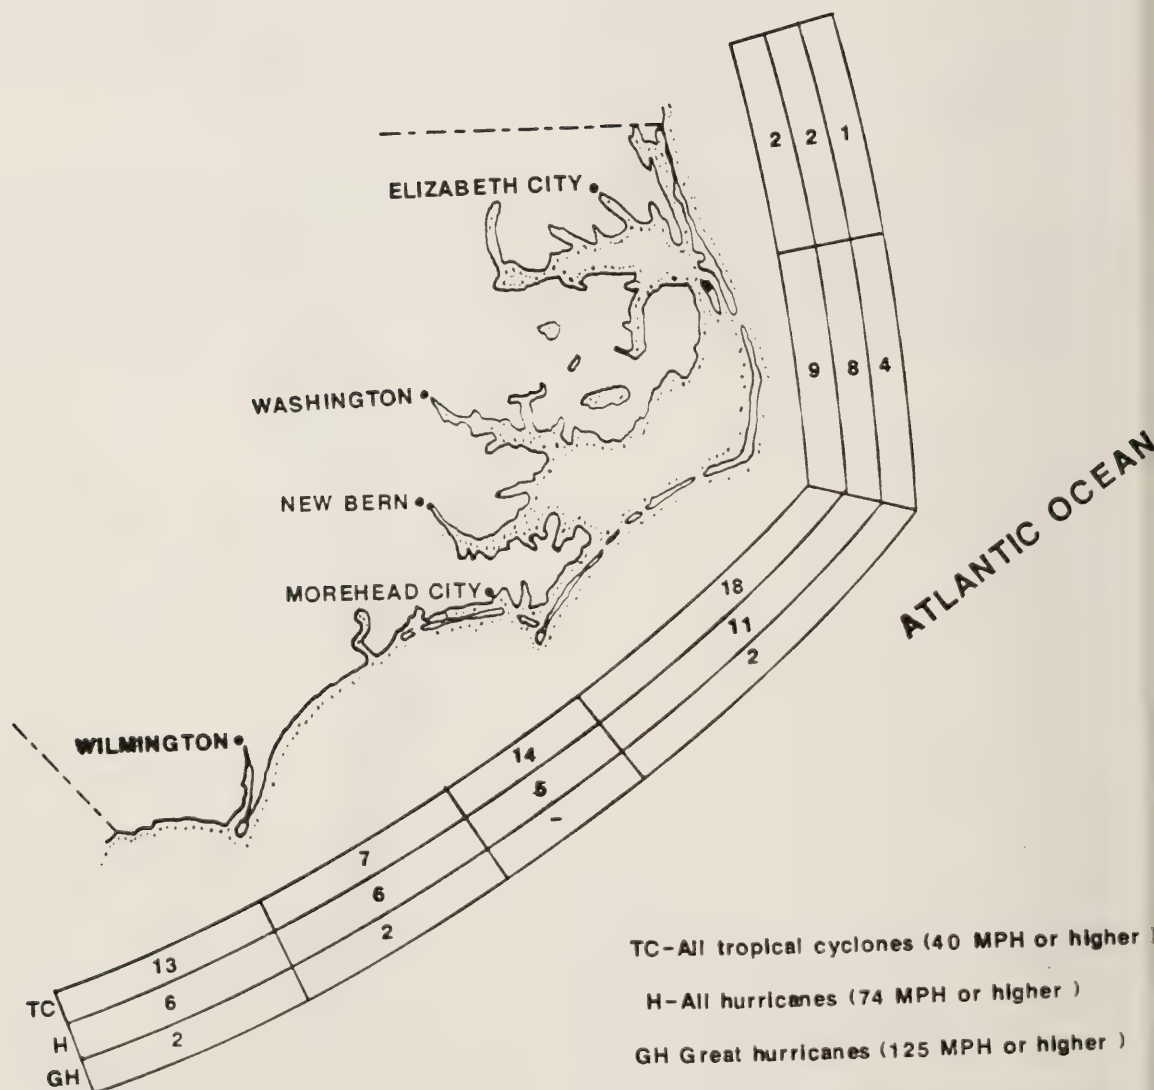 2 2 1
ELIZABETH CITY
9 8 4
WASHINGTON
NEW BERN
ATLANTIC OCEAN
MOREHEAD CITY
18
11
2
WILMINGTON
14
5
-
7
6
2
13
6
2
TC
H
GH
TC-All tropical cyclones (40 MPH or higher )
H-All hurricanes (74 MPH or higher )
GH Great hurricanes (125 MPH or higher )